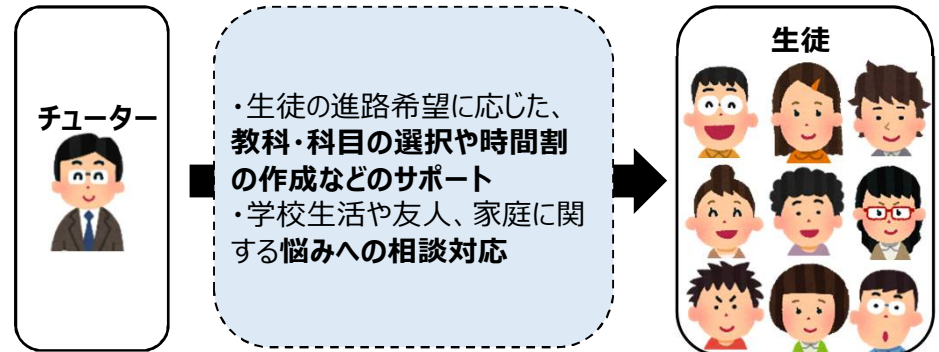 チューター
・生徒の進路希望に応じた、
教科・科目の選択や時間割
の作成などのサポート
・学校生活や友人、家庭に関
する悩みへの相談対応
生徒